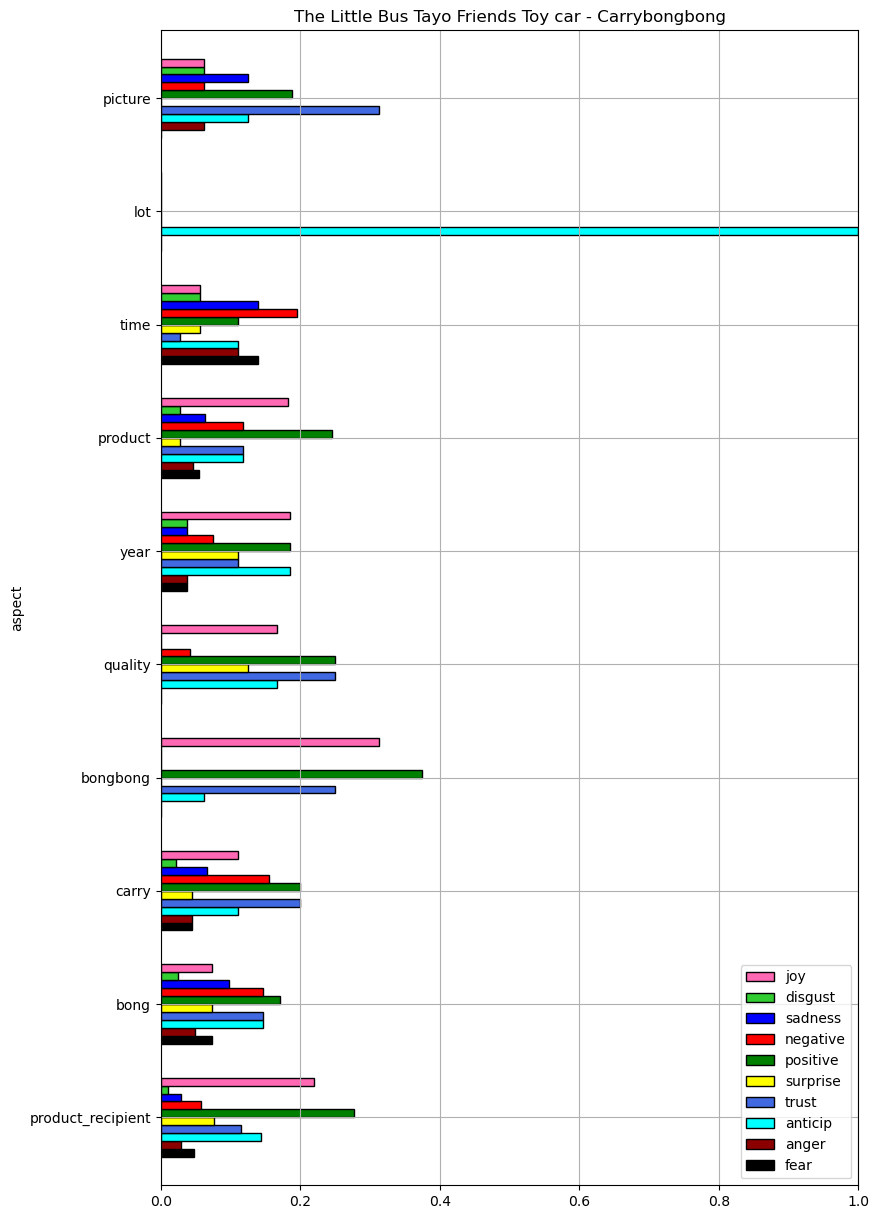 The Little Bus Tayo Friends Toy car - Carrybongbong
picture
lot
time
product
year
aspect
quality
bongbong
carry
bong
product_recipient
joy
disgust
sadness
negative
positive
surprise
trust
anticip
anger
fear
0.0 0.2 0.4 0.6 0.8 1.0